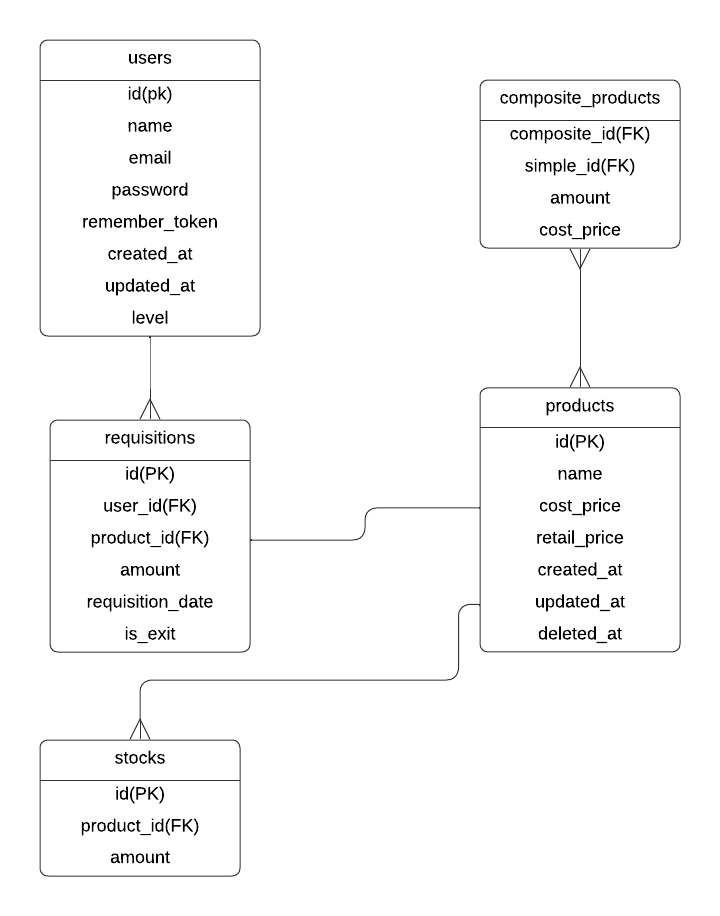 users
id(pk)
name
email
password
remember_token
created_at
updated_at
level
composite_products
composite_id(FK)
simple_id(FK)
amount
cost_price
requisitions
id(PK)
user_id(FK)
product_id(FK)
amount
requisition_date
is_exit
products
id(PK)
name
cost_price
retail_price
created_at
updated_at
deleted_at
stocks
id(PK)
product_id(FK)
amount